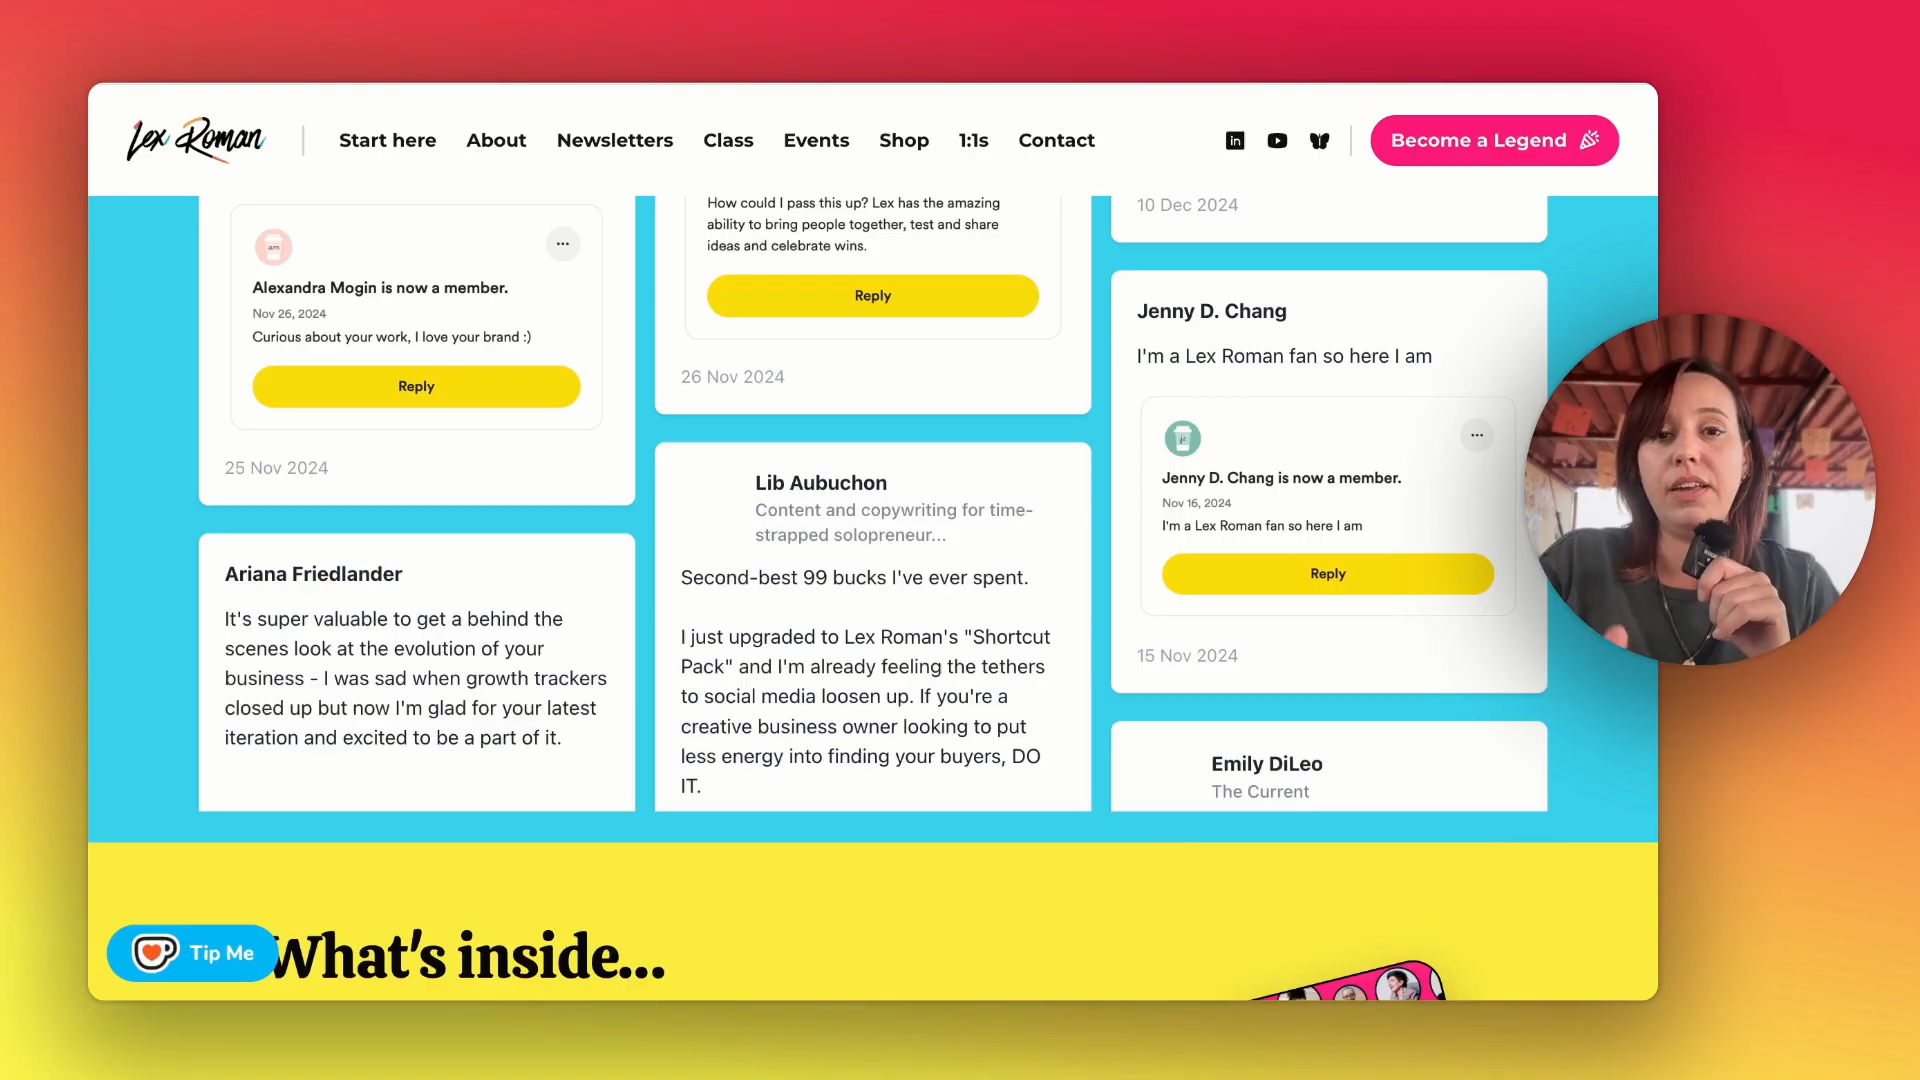 Lex Roman
Start here
About
Newsletters
Class
Events
Shop
1:1s
Contact
in
Become a Legend
am
Alexandra Mogin is now a member.
Nov 26, 2024
Curious about your work, I love your brand :)
Reply
25 Nov 2024
Ariana Friedlander
It's super valuable to get a behind the
scenes look at the evolution of your
business - I was sad when growth trackers
closed up but now I'm glad for your latest
iteration and excited to be a part of it.
How could I pass this up? Lex has the amazing
ability to bring people together, test and share
ideas and celebrate wins.
Reply
26 Nov 2024
Lib Aubuchon
Content and copywriting for time-
strapped solopreneur...
Second-best 99 bucks I've ever spent.
I just upgraded to Lex Roman's "Shortcut
Pack" and I'm already feeling the tethers
to social media loosen up. If you're a
creative business owner looking to put
less energy into finding your buyers, DO
IT.
10 Dec 2024
Jenny D. Chang
I'm a Lex Roman fan so here I am
jc
Jenny D. Chang is now a member.
Nov 16, 2024
I'm a Lex Roman fan so here I am
Reply
15 Nov 2024
Emily DiLeo
The Current
Tip Me
What's inside...